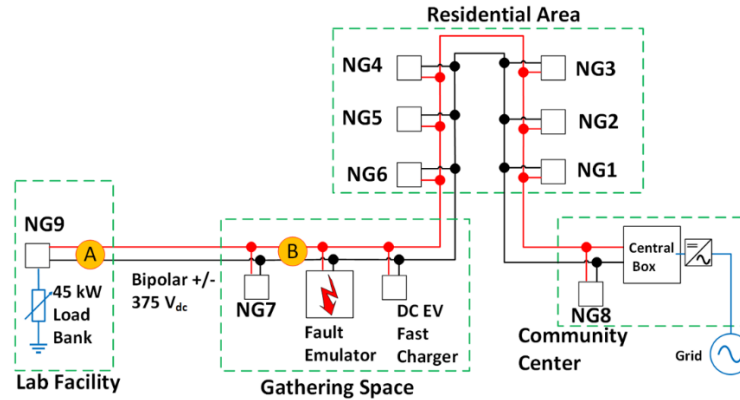 Residential Area
NG4
NG3
NG5
NG2
NG6
NG1
NG9
A
B
Central
Box
45 kW
Load
Bank
Bipolar +/-
375 Vdc
NG7
Fault
Emulator
DC EV
Fast
Charger
NG8
Community
Center
Grid
Lab Facility
Gathering Space